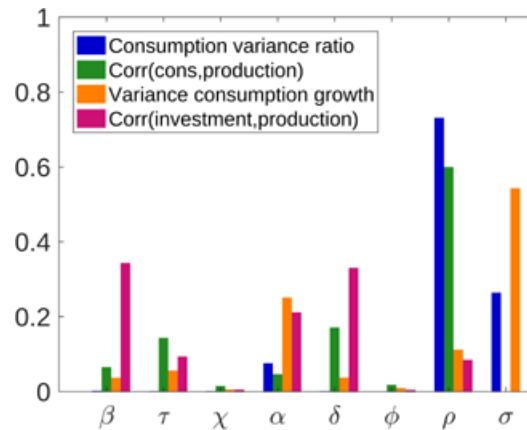 1
Consumption variance ratio
Corr(cons,production)
Variance consumption growth
Corr(investment,production)
0.8
0.6
0.4
0.2
0
β τ χ α δ ϕ ρ σ